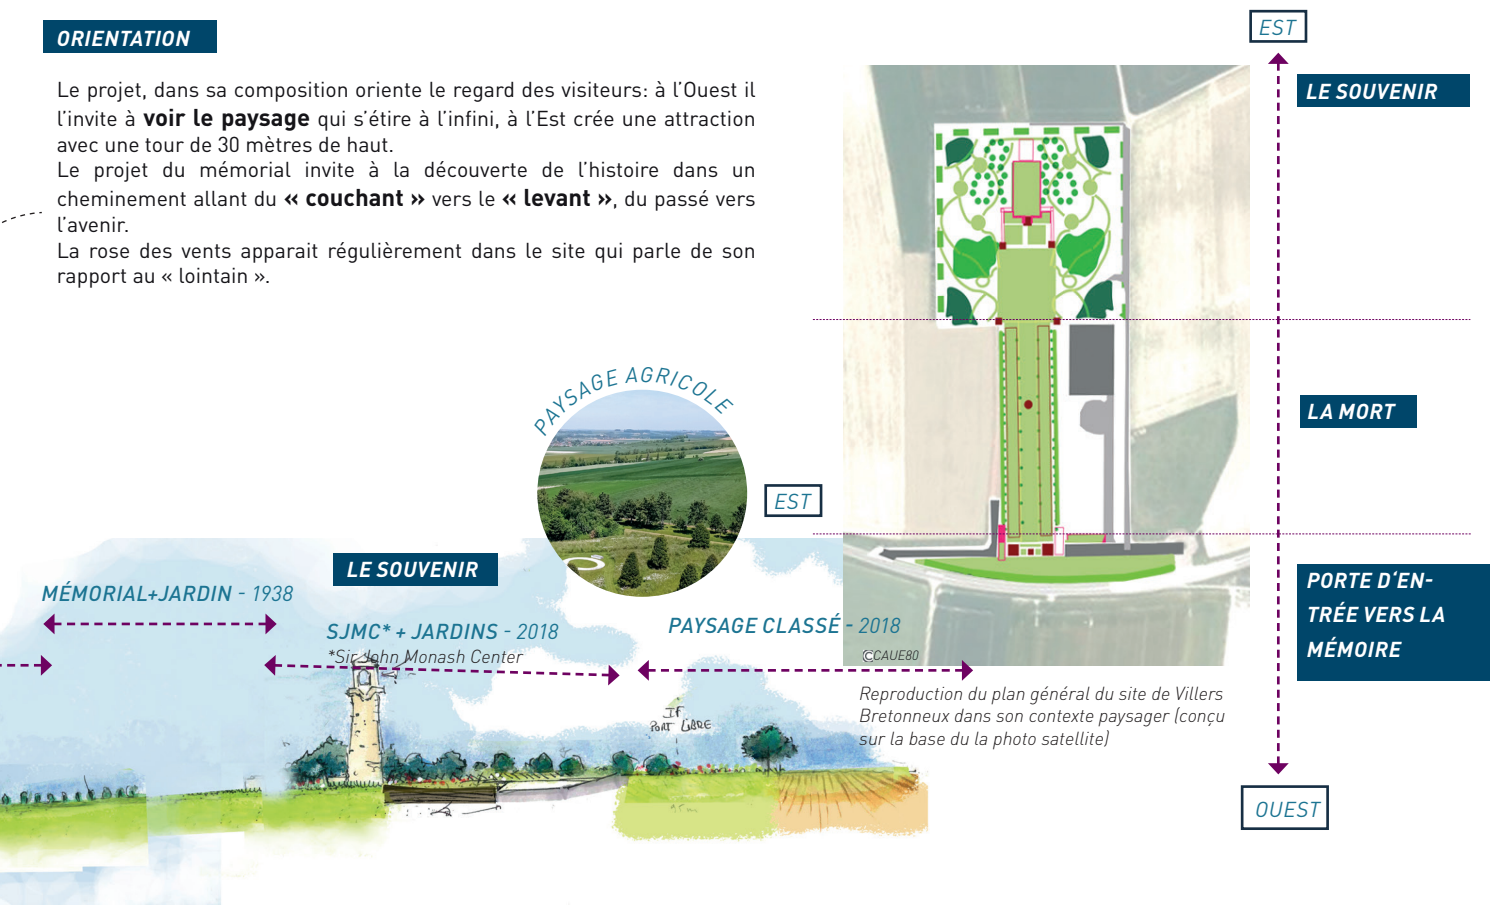 ORIENTATION
Le projet, dans sa composition oriente le regard des visiteurs: à l’Ouest il
l’invite à voir le paysage qui s’étire à l’infini, à l’Est crée une attraction
avec une tour de 30 mètres de haut.
Le projet du mémorial invite à la découverte de l’histoire dans un
cheminement allant du « couchant » vers le « levant », du passé vers
l’avenir.
La rose des vents apparait régulièrement dans le site qui parle de son
rapport au « lointain ».
EST
LE SOUVENIR
LA MORT
PORTE D’EN-
TRÉE VERS LA
MÉMOIRE
OUEST
PAYSAGE AGRICOLE
EST
LE SOUVENIR
MÉMORIAL+JARDIN - 1938
SJMC* + JARDINS - 2018
*Sir John Monash Center
PAYSAGE CLASSÉ - 2018
©CAUE80
If
PORT LIBRE
Reproduction du plan général du site de Villers
Bretonneux dans son contexte paysager (conçu
sur la base du la photo satellite)